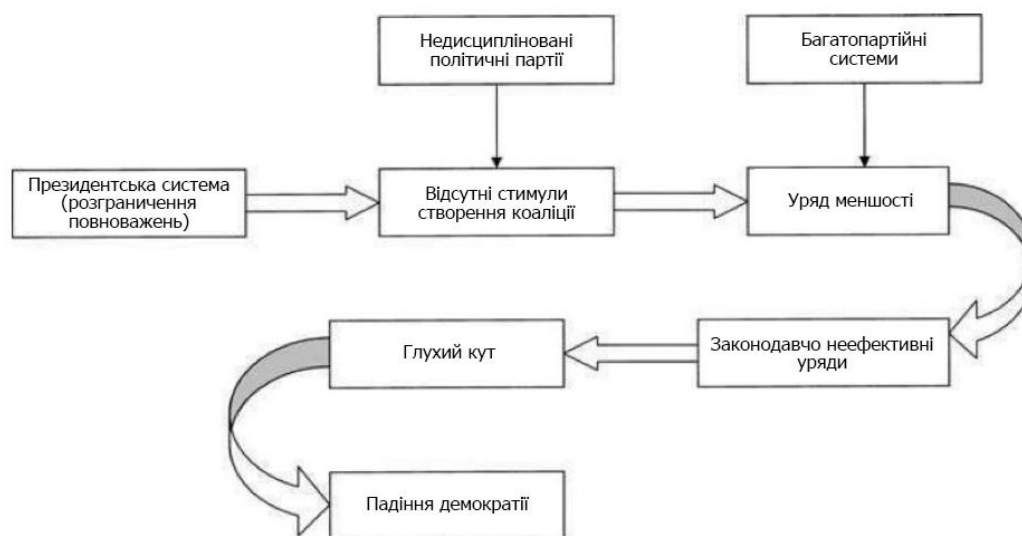 Недисципліновані
політичні партії
Багатопартійні
системи
Президентська система
(розграничення
повноважень)
Відсутні стимули
створення коаліції
Уряд меншості
Глухий кут
Законодавчо неефективні
уряди
Падіння демократії